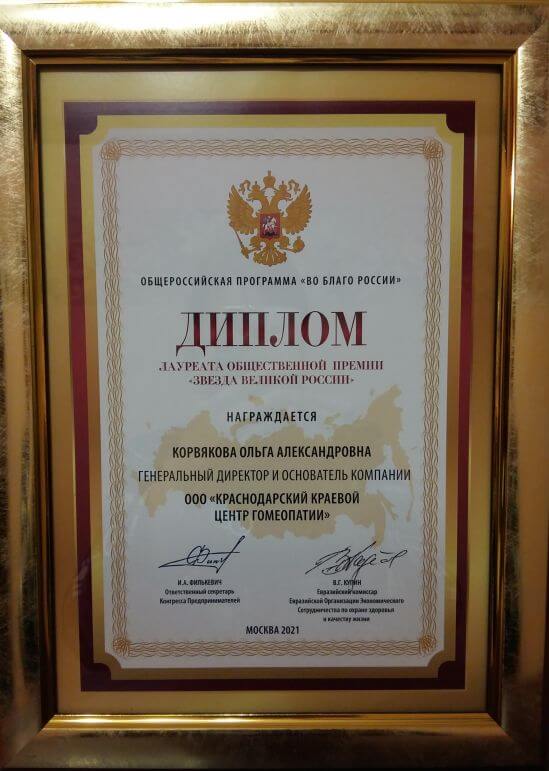 ОБЩЕРОССИЙСКАЯ ПРОГРАММА «ВО БЛАГО РОССИИ»
ДИПЛОМ
ЛАУРЕАТА ОБЩЕСТВЕННОЙ ПРЕМИИ
«ЗВЕЗДА ВЕЛИКОЙ РОССИИ»
НАГРАЖДАЕТСЯ
КОРВЯКОВА ОЛЬГА АЛЕКСАНДРОВНА
ГЕНЕРАЛЬНЫЙ ДИРЕКТОР И ОСНОВАТЕЛЬ КОМПАНИИ
ООО «КРАСНОДАРСКИЙ КРАЕВОЙ
ЦЕНТР ГОМЕОПАТИИ»
И.А. ФИЛЬКЕВИЧ
Ответственный секретарь
Конгресса Предпринимателей
В.Г. КУПИН
Евразийский комиссар
Евразийской Организации Экономического
Сотрудничества по охране здоровья
и качеству жизни
МОСКВА 2021